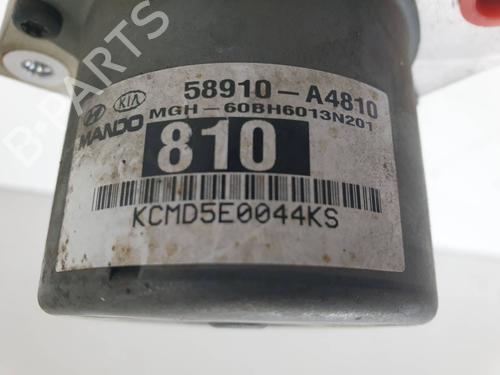 58910-A4810
KIA
MANDO MGH-60BH6013N201
810
KCMD5E0044KS
B-PARTS